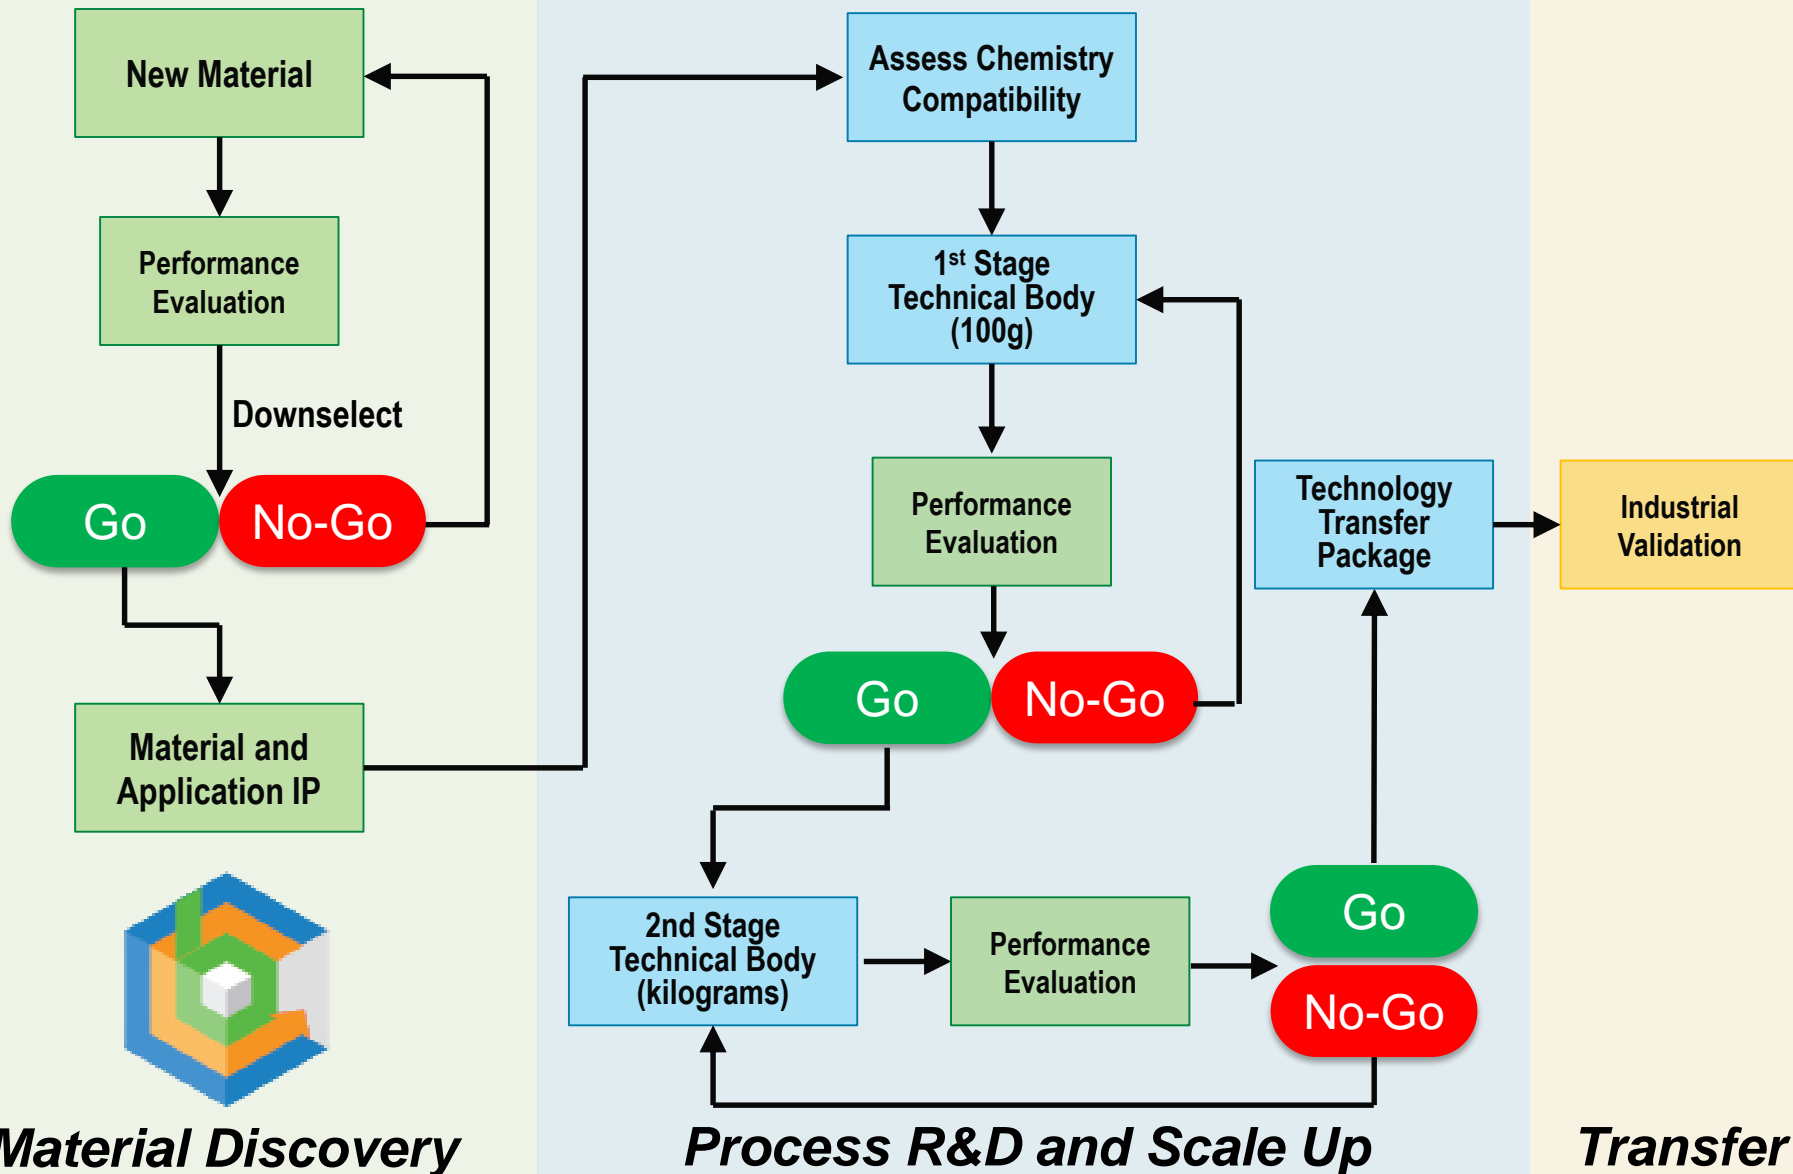 New Material
Performance
Evaluation
Downselect
Go
No-Go
Material and
Application IP
Material Discovery
Assess Chemistry
Compatibility
1st Stage
Technical Body
(100g)
Performance
Evaluation
Go
No-Go
2nd Stage
Technical Body
(kilograms)
Performance
Evaluation
Go
No-Go
Technology
Transfer
Package
Process R&D and Scale Up
Industrial
Validation
Transfer